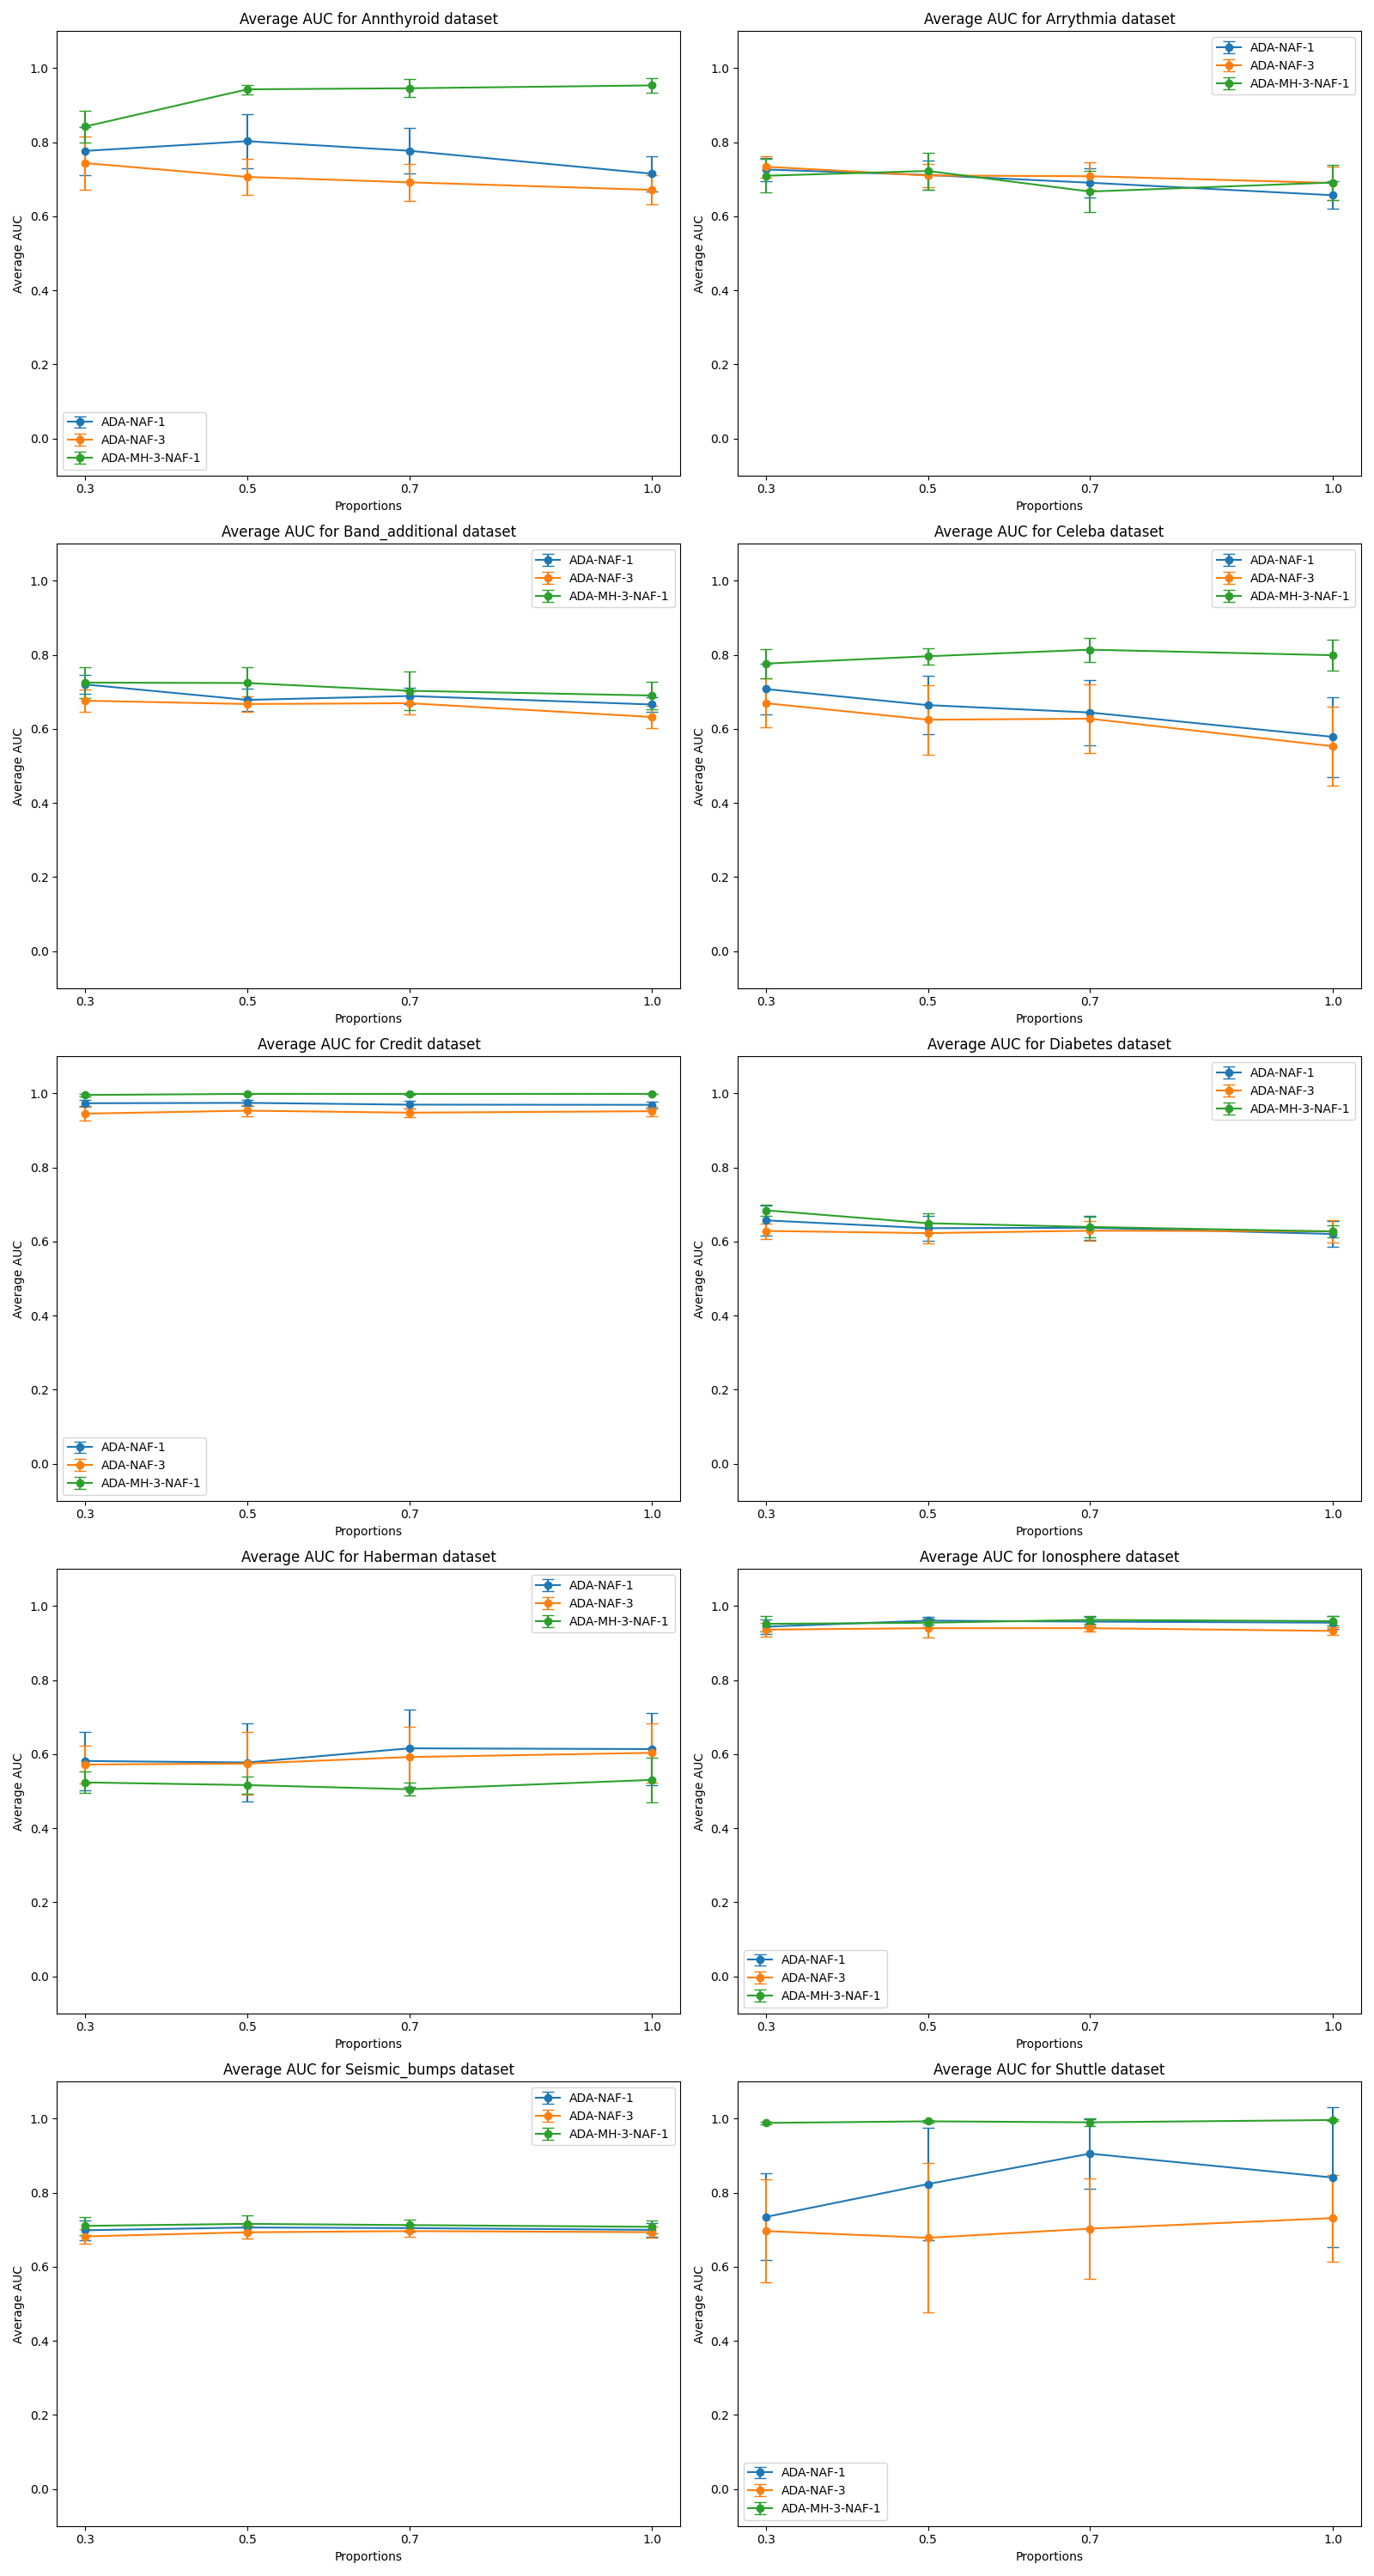 Average AUC for Annthyroid dataset
Average AUC
1.0
0.8
0.6
0.4
0.2
0.0
ADA-NAF-1
ADA-NAF-3
ADA-MH-3-NAF-1
0.3 0.5 0.7 1.0
Proportions
Average AUC for Arrythmia dataset
Average AUC
1.0
0.8
0.6
0.4
0.2
0.0
ADA-NAF-1
ADA-NAF-3
ADA-MH-3-NAF-1
0.3 0.5 0.7 1.0
Proportions
Average AUC for Band_additional dataset
Average AUC
1.0
0.8
0.6
0.4
0.2
0.0
ADA-NAF-1
ADA-NAF-3
ADA-MH-3-NAF-1
0.3 0.5 0.7 1.0
Proportions
Average AUC for Celeba dataset
Average AUC
1.0
0.8
0.6
0.4
0.2
0.0
ADA-NAF-1
ADA-NAF-3
ADA-MH-3-NAF-1
0.3 0.5 0.7 1.0
Proportions
Average AUC for Credit dataset
Average AUC
1.0
0.8
0.6
0.4
0.2
0.0
ADA-NAF-1
ADA-NAF-3
ADA-MH-3-NAF-1
0.3 0.5 0.7 1.0
Proportions
Average AUC for Diabetes dataset
Average AUC
1.0
0.8
0.6
0.4
0.2
0.0
ADA-NAF-1
ADA-NAF-3
ADA-MH-3-NAF-1
0.3 0.5 0.7 1.0
Proportions
Average AUC for Haberman dataset
Average AUC
1.0
0.8
0.6
0.4
0.2
0.0
ADA-NAF-1
ADA-NAF-3
ADA-MH-3-NAF-1
0.3 0.5 0.7 1.0
Proportions
Average AUC for Ionosphere dataset
Average AUC
1.0
0.8
0.6
0.4
0.2
0.0
ADA-NAF-1
ADA-NAF-3
ADA-MH-3-NAF-1
0.3 0.5 0.7 1.0
Proportions
Average AUC for Seismic_bumps dataset
Average AUC
1.0
0.8
0.6
0.4
0.2
0.0
ADA-NAF-1
ADA-NAF-3
ADA-MH-3-NAF-1
0.3 0.5 0.7 1.0
Proportions
Average AUC for Shuttle dataset
Average AUC
1.0
0.8
0.6
0.4
0.2
0.0
ADA-NAF-1
ADA-NAF-3
ADA-MH-3-NAF-1
0.3 0.5 0.7 1.0
Proportions